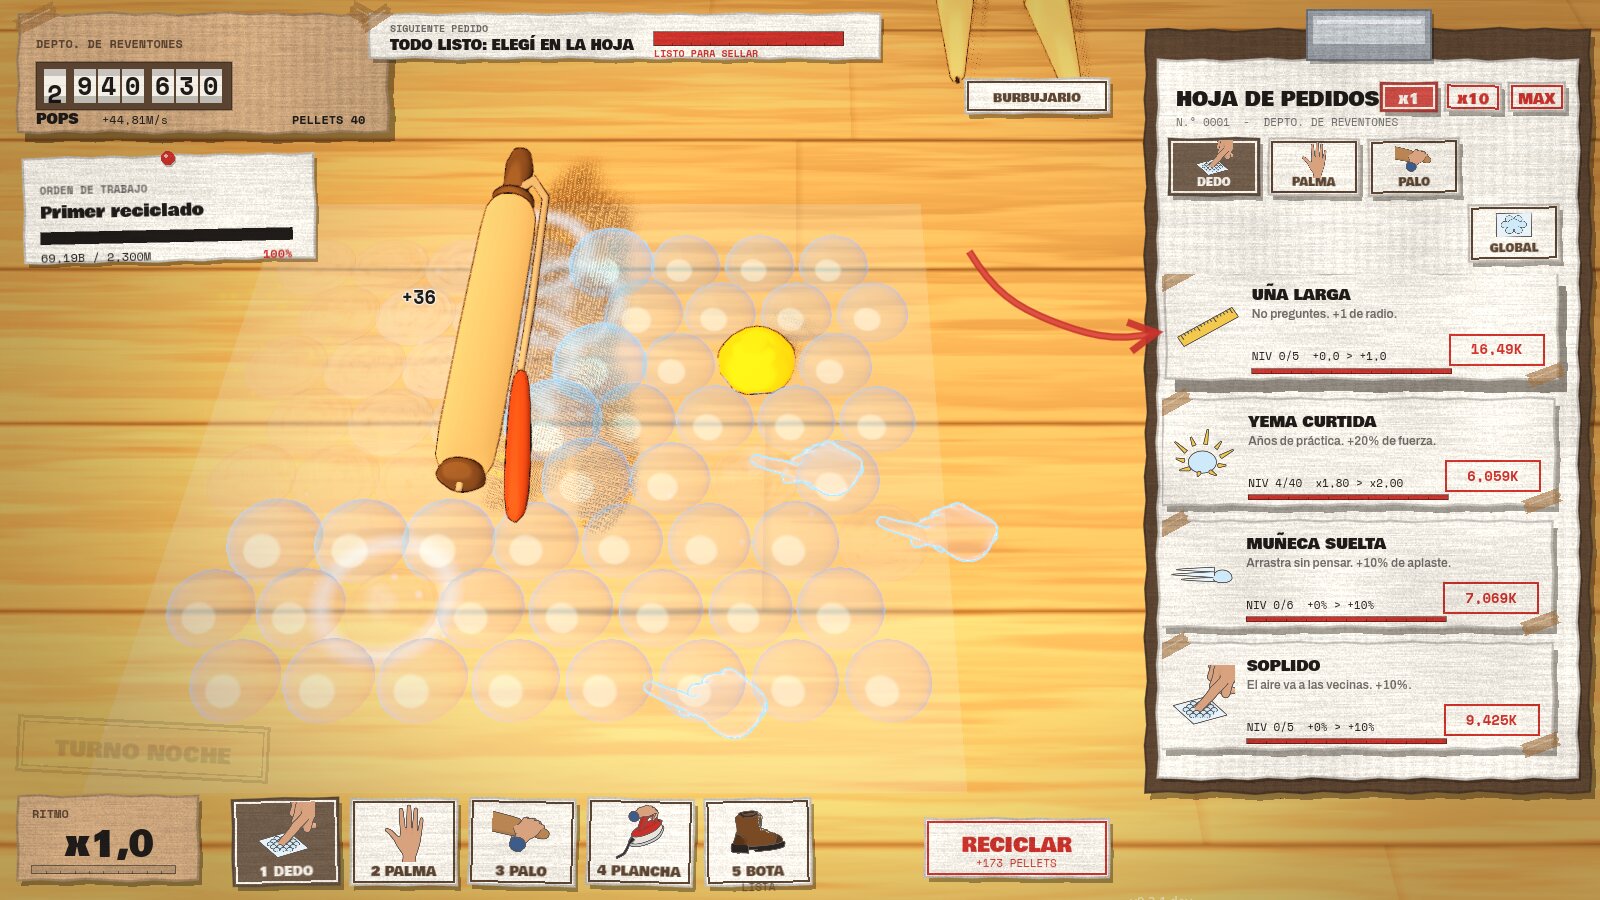 DEPTO. DE REVENTONES
2 940 630
POPS +44,81M/s PELLETS 40
SIGUIENTE PEDIDO
TODO LISTO: ELEGÍ EN LA HOJA
LISTO PARA SELLAR
ORDEN DE TRABAJO
Primer reciclado
69,19B / 2,300M 100%
BURBUJARIO
HOJA DE PEDIDOS x1 x10 MAX
N.° 0001 - DEPTO. DE REVENTONES
DEDO PALMA PALO
GLOBAL
UÑA LARGA
No preguntes. +1 de radio.
NIV 0/5 +0,0 > +1,0 16,49K
YEMA CURTIDA
Años de práctica. +20% de fuerza.
NIV 4/40 x1,80 > x2,00 6,059K
MUÑECA SUELTA
Arrastra sin pensar. +10% de aplaste.
NIV 0/6 +0% > +10% 7,069K
SOPLIDO
El aire va a las vecinas. +10%.
NIV 0/5 +0% > +10% 9,425K
+36
TURNO NOCHE
RITMO
x1,0
1 DEDO 2 PALMA 3 PALO 4 PLANCHA 5 BOTA
LISTA
RECICLAR
+173 PELLETS